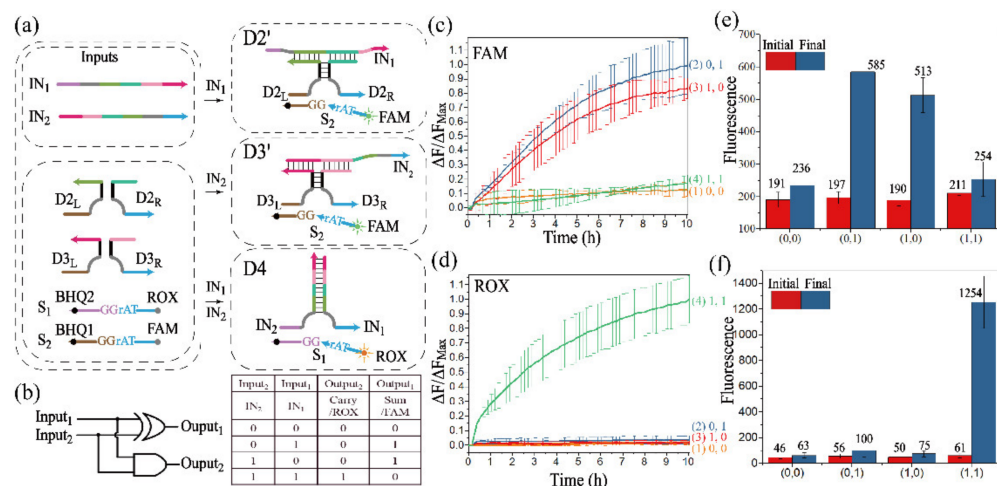 (a)
Inputs
IN1
IN2
D2L
D2R
D3L
D3R
S1
BHQ2
GGrAT
ROX
S2
BHQ1
GGrAT
FAM
IN1
IN2
IN1
IN2
D2'
IN1
D2L
D2R
GG
rAT
S2
FAM
D3'
IN2
D3L
D3R
GG
rAT
S2
FAM
D4
IN2
IN1
GG
rAT
S1
ROX
(b)
Input1
Input2
Ouput1
Ouput2
Input2 Input1 Output2 Output1
IN2 IN1 Carry /ROX Sum /FAM
0 0 0 0
0 1 0 1
1 0 0 1
1 1 1 0
(c)
FAM
ΔF/ΔFMax
1.1
1.0
0.9
0.8
0.7
0.6
0.5
0.4
0.3
0.2
0.1
0.0
(2) 0, 1
(3) 1, 0
(4) 1, 1
(1) 0, 0
0 1 2 3 4 5 6 7 8 9 10
Time (h)
(d)
ROX
ΔF/ΔFMax
1.1
1.0
0.9
0.8
0.7
0.6
0.5
0.4
0.3
0.2
0.1
0.0
(4) 1, 1
(2) 0, 1
(3) 1, 0
(1) 0, 0
0 1 2 3 4 5 6 7 8 9 10
Time (h)
(e)
Initial Final
Fluorescence
700
600
500
400
300
200
100
191 236
197 585
190 513
211 254
(0,0) (0,1) (1,0) (1,1)
(f)
Initial Final
Fluorescence
1400
1200
1000
800
600
400
200
0
46 63
56 100
50 75
61 1254
(0,0) (0,1) (1,0) (1,1)